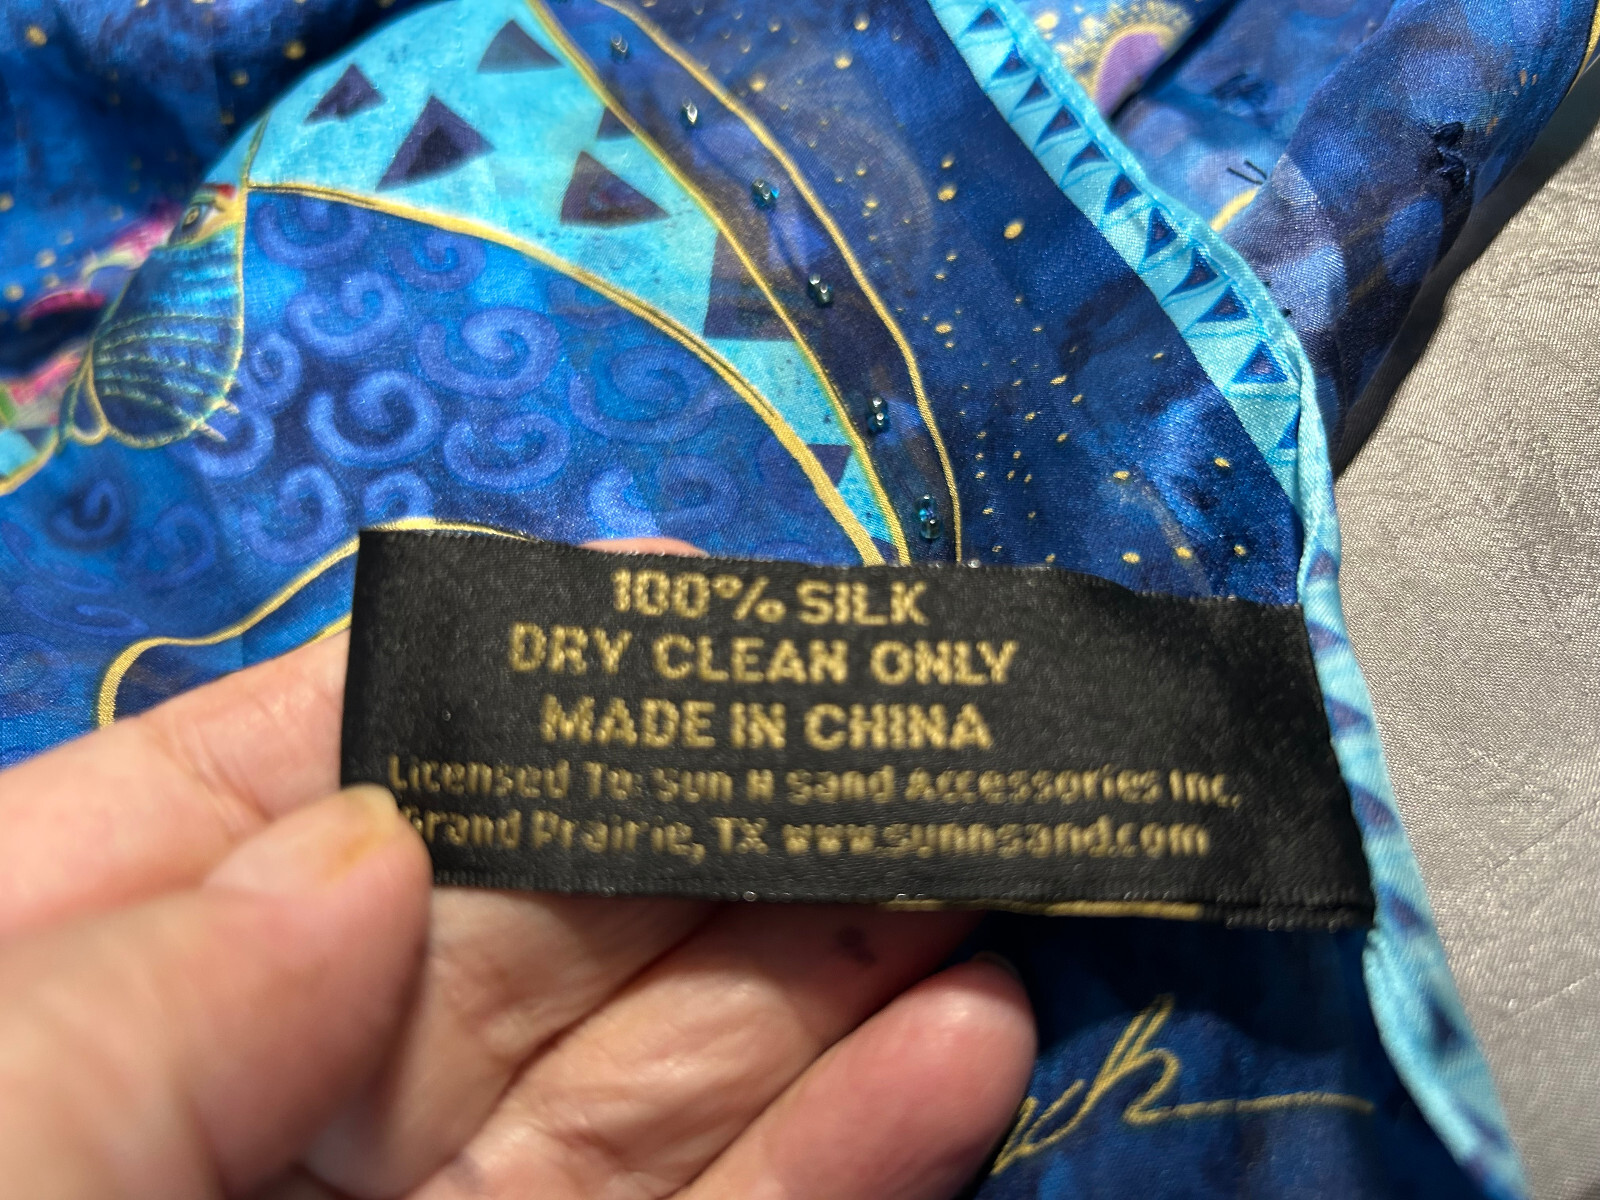 100% SILK
DRY CLEAN ONLY
MADE IN CHINA
Licensed To: Sun N Sand Accessories Inc.
Grand Prairie, TX www.sunnsand.com